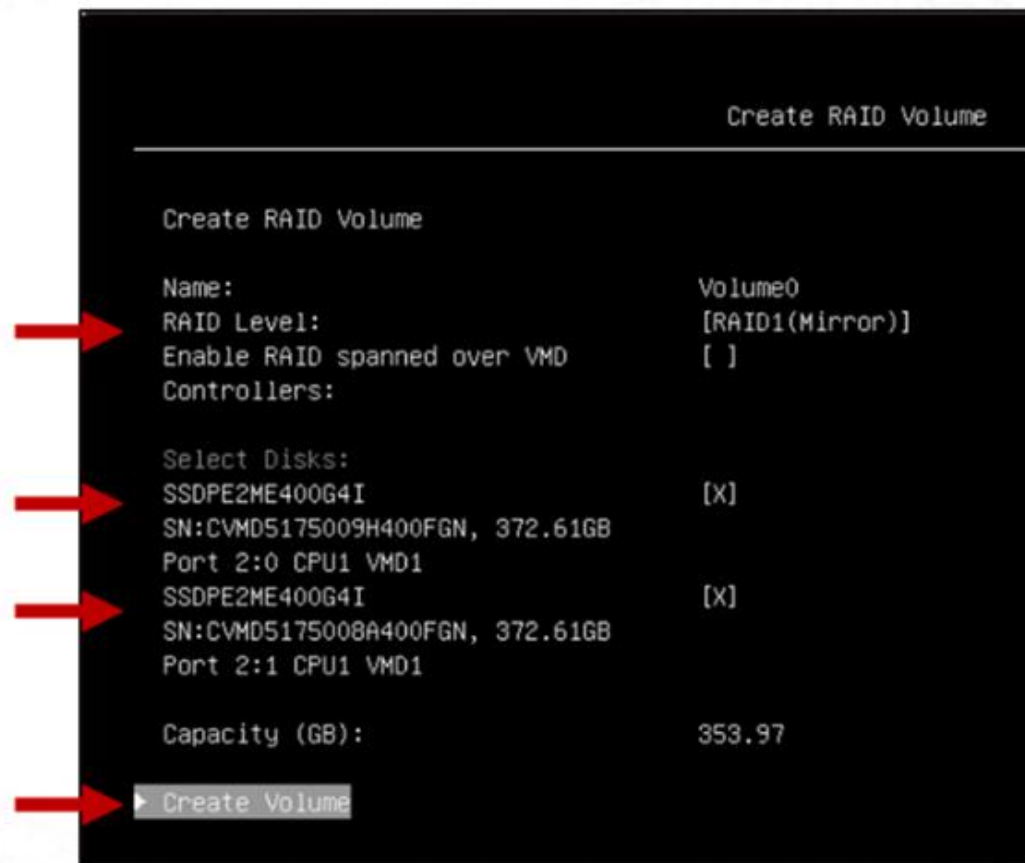 Create RAID Volume
Create RAID Volume
Name: Volume0
RAID Level: [RAID1(Mirror)]
Enable RAID spanned over VMD [ ]
Controllers:
Select Disks:
SSDPE2ME400G4I [X]
SN:CVMD5175009H400FGN, 372.61GB
Port 2:0 CPU1 VMD1
SSDPE2ME400G4I [X]
SN:CVMD5175008A400FGN, 372.61GB
Port 2:1 CPU1 VMD1
Capacity (GB): 353.97
Create Volume